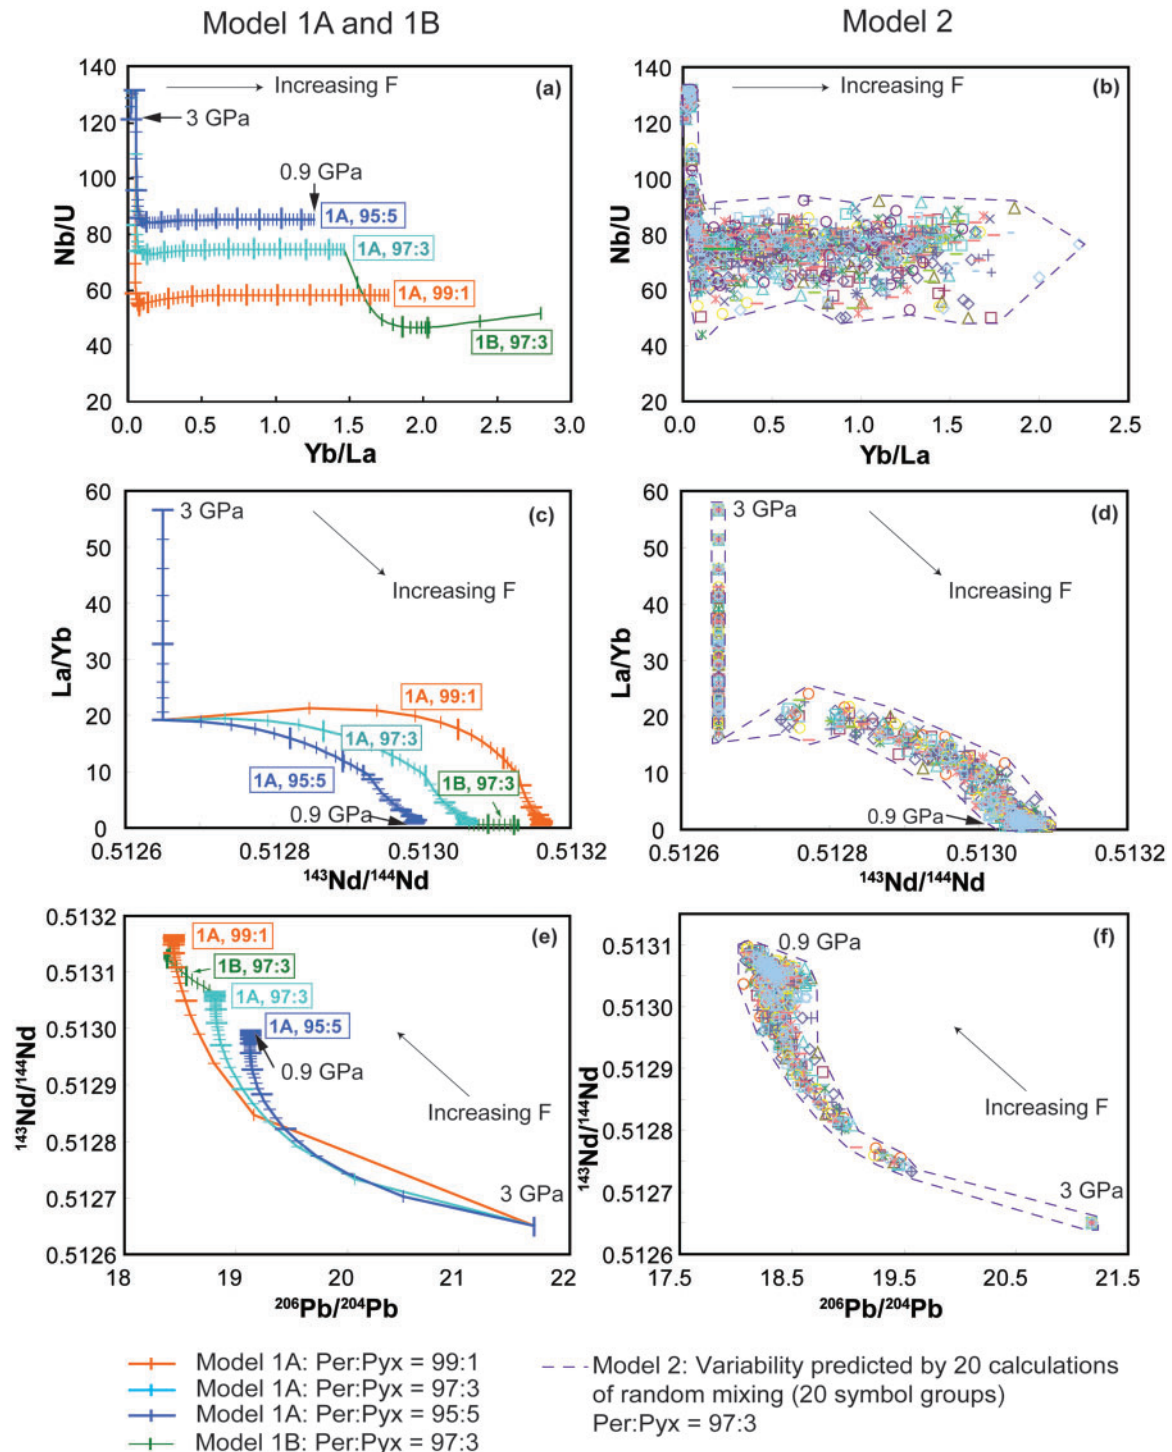 Model 1A and 1B
Model 2
140
120
100
80
60
40
20
Nb/U
Increasing F
(a)
3 GPa
0.9 GPa
1A, 95:5
1A, 97:3
1A, 99:1
1B, 97:3
0.0 0.5 1.0 1.5 2.0 2.5 3.0
Yb/La
140
120
100
80
60
40
20
Nb/U
Increasing F
(b)
0.0 0.5 1.0 1.5 2.0 2.5
Yb/La
60
50
40
30
20
10
0
La/Yb
3 GPa
(c)
Increasing F
1A, 99:1
1A, 97:3
1A, 95:5
1B, 97:3
0.9 GPa
0.5126 0.5128 0.5130 0.5132
¹⁴³Nd/¹⁴⁴Nd
60
50
40
30
20
10
0
La/Yb
3 GPa
(d)
Increasing F
0.9 GPa
0.5126 0.5128 0.5130 0.5132
¹⁴³Nd/¹⁴⁴Nd
0.5132
0.5131
0.5130
0.5129
0.5128
0.5127
0.5126
¹⁴³Nd/¹⁴⁴Nd
1A, 99:1
(e)
1B, 97:3
1A, 97:3
1A, 95:5
0.9 GPa
Increasing F
3 GPa
18 19 20 21 22
²⁰⁶Pb/²⁰⁴Pb
0.5132
0.5131
0.5130
0.5129
0.5128
0.5127
0.5126
¹⁴³Nd/¹⁴⁴Nd
0.9 GPa
(f)
Increasing F
3 GPa
17.5 18.5 19.5 20.5 21.5
²⁰⁶Pb/²⁰⁴Pb
Model 1A: Per:Pyx = 99:1
Model 1A: Per:Pyx = 97:3
Model 1A: Per:Pyx = 95:5
Model 1B: Per:Pyx = 97:3
Model 2: Variability predicted by 20 calculations
of random mixing (20 symbol groups)
Per:Pyx = 97:3